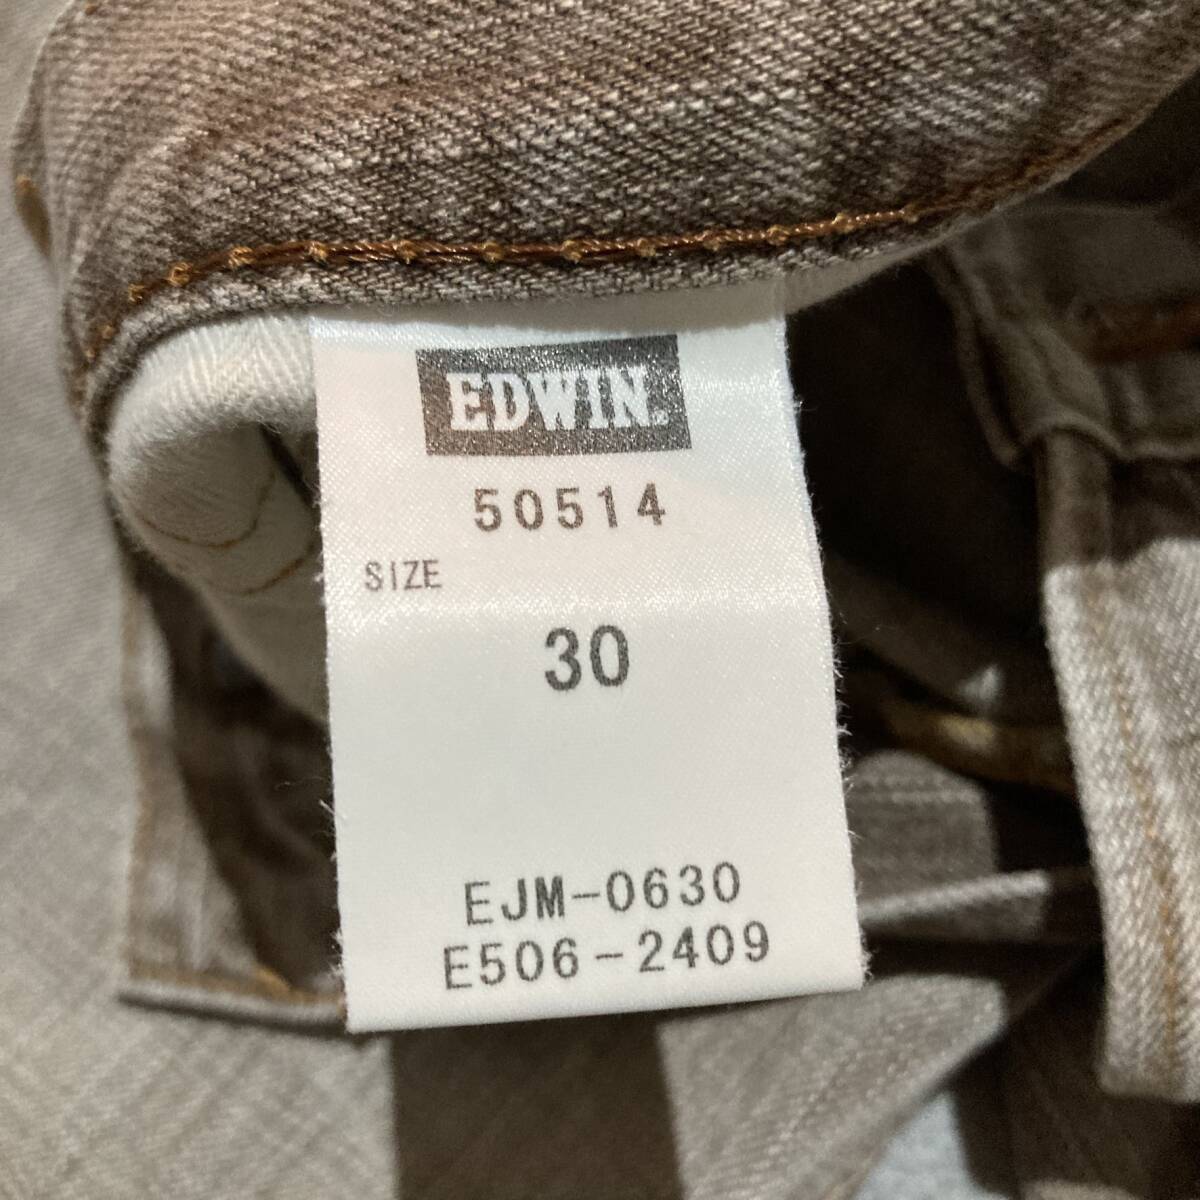 EDWIN.
50514
SIZE
30
EJM-0630
E506-2409